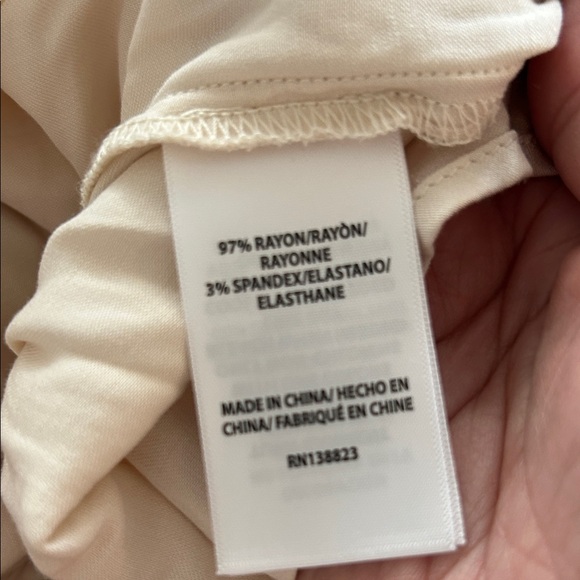 97% RAYON/RAYÒN/
RAYONNE
3% SPANDEX/ELASTANO/
ELASTHANE
MADE IN CHINA/ HECHO EN
CHINA/ FABRIQUÉ EN CHINE
RN138823